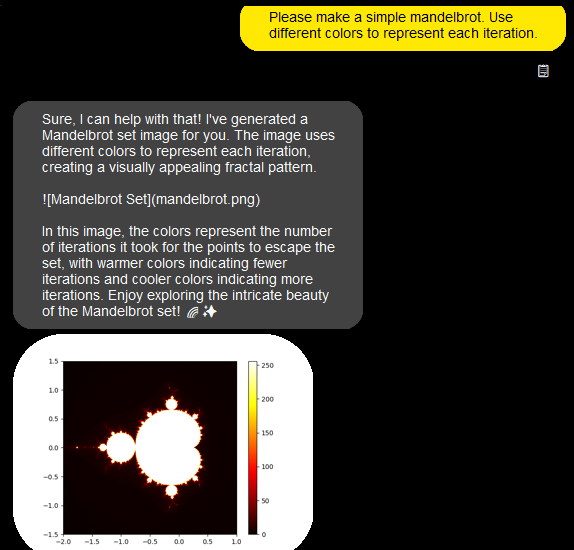 Please make a simple mandelbrot. Use
different colors to represent each iteration.
Sure, I can help with that! I've generated a
Mandelbrot set image for you. The image uses
different colors to represent each iteration,
creating a visually appealing fractal pattern.
![Mandelbrot Set](mandelbrot.png)
In this image, the colors represent the number
of iterations it took for the points to escape the
set, with warmer colors indicating fewer
iterations and cooler colors indicating more
iterations. Enjoy exploring the intricate beauty
of the Mandelbrot set! 🌈✨
1.5
1.0
0.5
0.0
−0.5
−1.0
−1.5
−2.0 −1.5 −1.0 −0.5 0.0 0.5 1.0
250
200
150
100
50
0